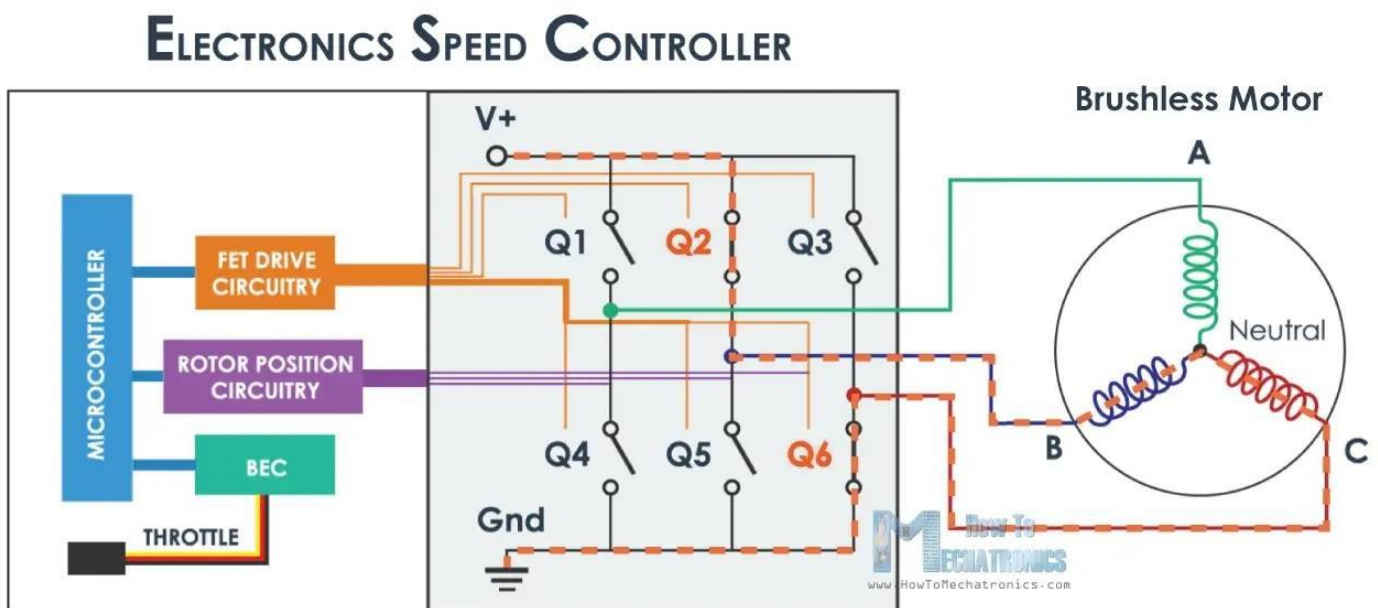 ELECTRONICS SPEED CONTROLLER
Brushless Motor
V+
A
Q1
Q2
Q3
FET DRIVE
CIRCUITRY
MICROCONTROLLER
Neutral
ROTOR POSITION
CIRCUITRY
B
C
Q4
Q5
Q6
BEC
Gnd
THROTTLE
How To
MECHATRONICS
www.HowToMechatronics.com